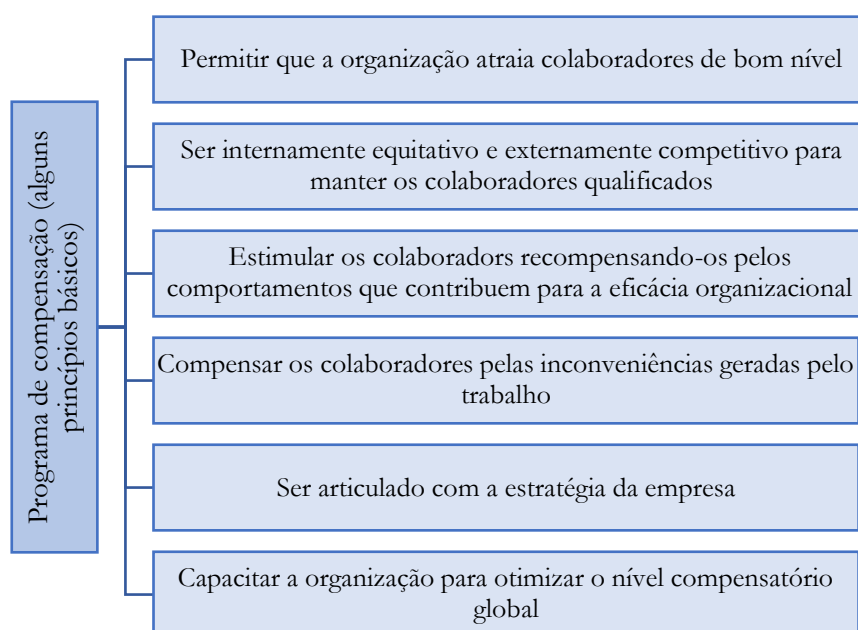 Programa de compensação (alguns
princípios básicos)
Permitir que a organização atraia colaboradores de bom nível
Ser internamente equitativo e externamente competitivo para
manter os colaboradores qualificados
Estimular os colaboradors recompensando-os pelos
comportamentos que contribuem para a eficácia organizacional
Compensar os colaboradores pelas inconveniências geradas pelo
trabalho
Ser articulado com a estratégia da empresa
Capacitar a organização para otimizar o nível compensatório
global